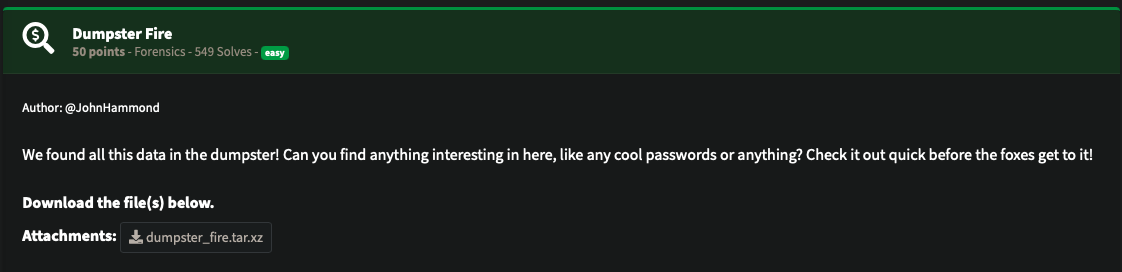 Dumpster Fire
50 points - Forensics - 549 Solves - easy
Author: @JohnHammond
We found all this data in the dumpster! Can you find anything interesting in here, like any cool passwords or anything? Check it out quick before the foxes get to it!
Download the file(s) below.
Attachments: dumpster_fire.tar.xz